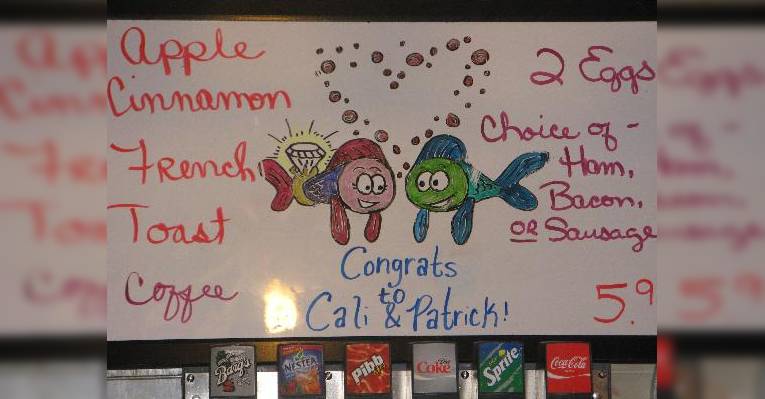 Apple
Cinnamon
French
Toast
Coffee
2 Eggs
Choice of -
Ham,
Bacon,
OR Sausage
5.9
Congrats
to
Cali & Patrick!
Barq's
NESTEA
Pibb
Coke
Sprite
Coca-Cola